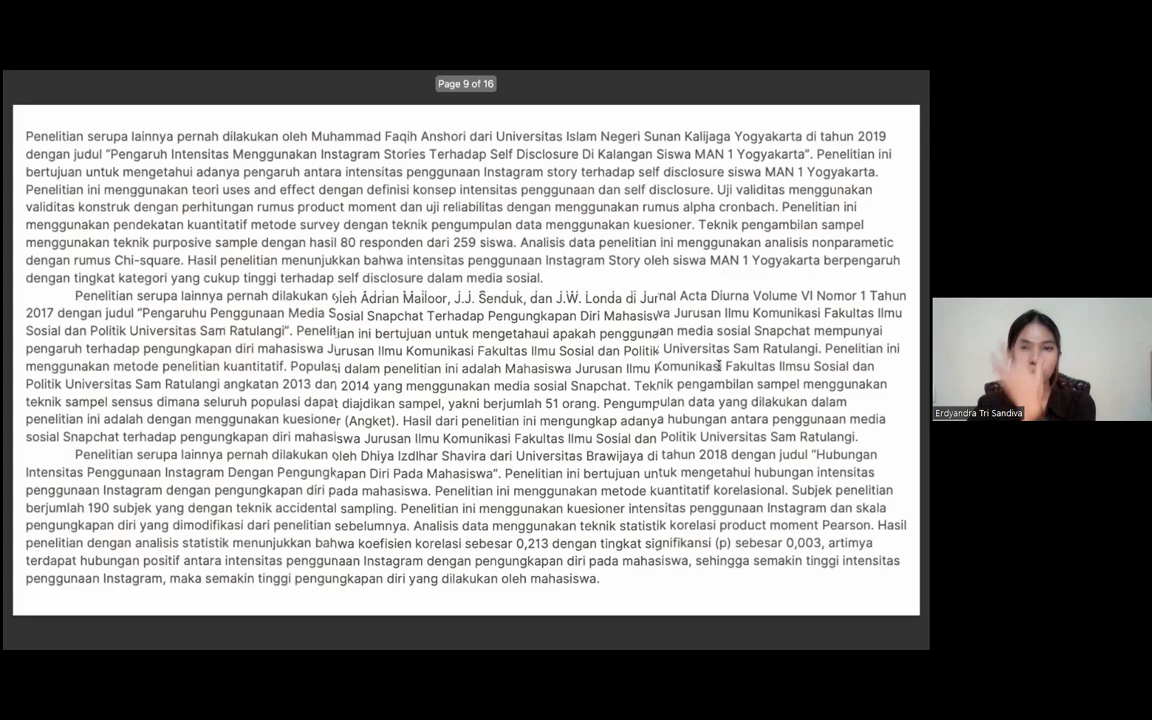 Page 9 of 16
Penelitian serupa lainnya pernah dilakukan oleh Muhammad Faqih Anshori dari Universitas Islam Negeri Sunan Kalijaga Yogyakarta di tahun 2019
dengan judul “Pengaruh Intensitas Menggunakan Instagram Stories Terhadap Self Disclosure Di Kalangan Siswa MAN 1 Yogyakarta”. Penelitian ini
bertujuan untuk mengetahui adanya pengaruh antara intensitas penggunaan Instagram story terhadap self disclosure siswa MAN 1 Yogyakarta.
Penelitian ini menggunakan teori uses and effect dengan definisi konsep intensitas penggunaan dan self disclosure. Uji validitas menggunakan
validitas konstruk dengan perhitungan rumus product moment dan uji reliabilitas dengan menggunakan rumus alpha cronbach. Penelitian ini
menggunakan pendekatan kuantitatif metode survey dengan teknik pengumpulan data menggunakan kuesioner. Teknik pengambilan sampel
menggunakan teknik purposive sample dengan hasil 80 responden dari 259 siswa. Analisis data penelitian ini menggunakan analisis nonparametic
dengan rumus Chi-square. Hasil penelitian menunjukkan bahwa intensitas penggunaan Instagram Story oleh siswa MAN 1 Yogyakarta berpengaruh
dengan tingkat kategori yang cukup tinggi terhadap self disclosure dalam media sosial.
Penelitian serupa lainnya pernah dilakukan oleh Adrian Mailoor, J.J. Senduk, dan J.W. Londa di Jurnal Acta Diurna Volume VI Nomor 1 Tahun
2017 dengan judul “Pengaruhu Penggunaan Media Sosial Snapchat Terhadap Pengungkapan Diri Mahasiswa Jurusan Ilmu Komunikasi Fakultas Ilmu
Sosial dan Politik Universitas Sam Ratulangi”. Penelitian ini bertujuan untuk mengetahaui apakah penggunaan media sosial Snapchat mempunyai
pengaruh terhadap pengungkapan diri mahasiswa Jurusan Ilmu Komunikasi Fakultas Ilmu Sosial dan Politik Universitas Sam Ratulangi. Penelitian ini
menggunakan metode penelitian kuantitatif. Populasi dalam penelitian ini adalah Mahasiswa Jurusan Ilmu Komunikasi Fakultas Ilmsu Sosial dan
Politik Universitas Sam Ratulangi angkatan 2013 dan 2014 yang menggunakan media sosial Snapchat. Teknik pengambilan sampel menggunakan
teknik sampel sensus dimana seluruh populasi dapat diajdikan sampel, yakni berjumlah 51 orang. Pengumpulan data yang dilakukan dalam
penelitian ini adalah dengan menggunakan kuesioner (Angket). Hasil dari penelitian ini mengungkap adanya hubungan antara penggunaan media
sosial Snapchat terhadap pengungkapan diri mahasiswa Jurusan Ilmu Komunikasi Fakultas Ilmu Sosial dan Politik Universitas Sam Ratulangi.
Penelitian serupa lainnya pernah dilakukan oleh Dhiya Izdlhar Shavira dari Universitas Brawijaya di tahun 2018 dengan judul “Hubungan
Intensitas Penggunaan Instagram Dengan Pengungkapan Diri Pada Mahasiswa”. Penelitian ini bertujuan untuk mengetahui hubungan intensitas
penggunaan Instagram dengan pengungkapan diri pada mahasiswa. Penelitian ini menggunakan metode kuantitatif korelasional. Subjek penelitian
berjumlah 190 subjek yang dengan teknik accidental sampling. Penelitian ini menggunakan kuesioner intensitas penggunaan Instagram dan skala
pengungkapan diri yang dimodifikasi dari penelitian sebelumnya. Analisis data menggunakan teknik statistik korelasi product moment Pearson. Hasil
penelitian dengan analisis statistik menunjukkan bahwa koefisien korelasi sebesar 0,213 dengan tingkat signifikansi (p) sebesar 0,003, artimya
terdapat hubungan positif antara intensitas penggunaan Instagram dengan pengungkapan diri pada mahasiswa, sehingga semakin tinggi intensitas
penggunaan Instagram, maka semakin tinggi pengungkapan diri yang dilakukan oleh mahasiswa.
Erdyandra Tri Sandiva